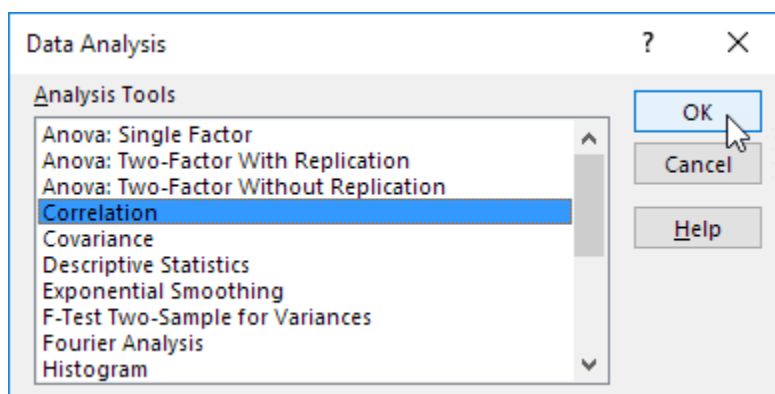 Data Analysis
?
Analysis Tools
Anova: Single Factor
Anova: Two-Factor With Replication
Anova: Two-Factor Without Replication
Correlation
Covariance
Descriptive Statistics
Exponential Smoothing
F-Test Two-Sample for Variances
Fourier Analysis
Histogram
OK
Cancel
Help